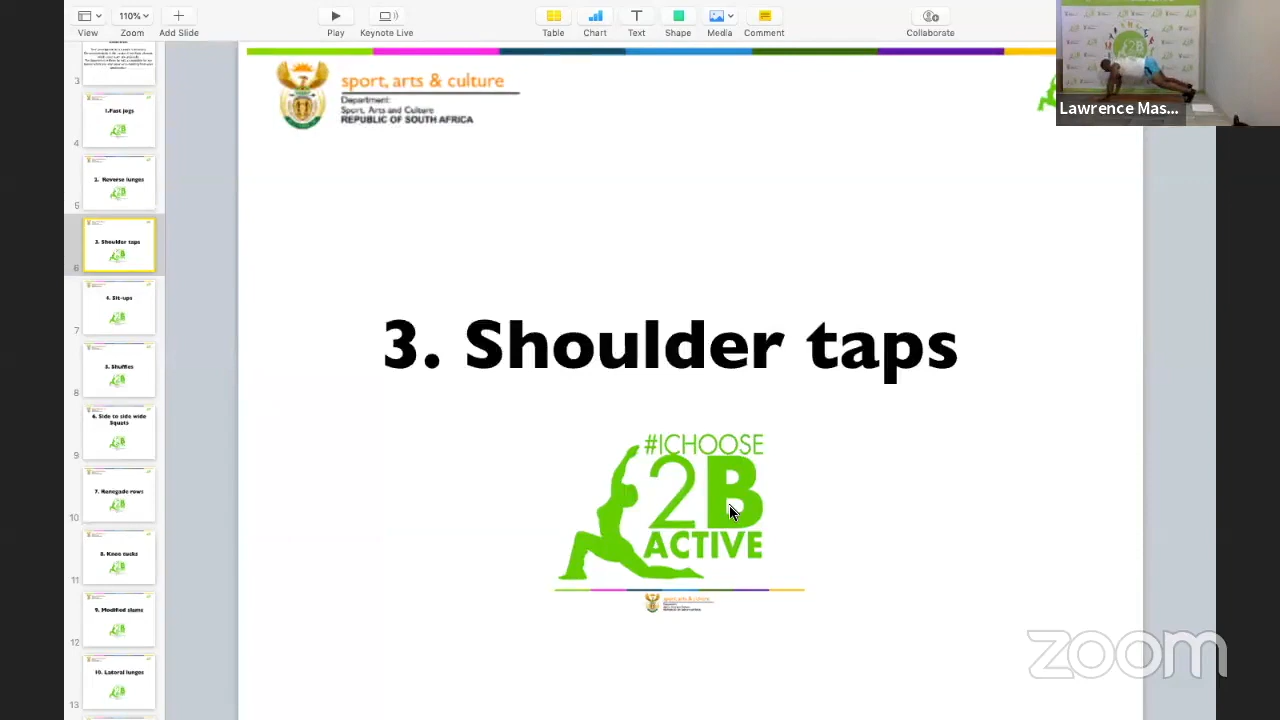 110%
View
Zoom
Add Slide
Play
Keynote Live
Table
Chart
Text
Shape
Media
Comment
Collaborate
Lawrence Mas...
3
1.Fast jogs
4
2. Reverse lunges
5
3. Shoulder taps
6
4. Sit-ups
7
5. Shuffles
8
6. Side to side wide
Squats
9
7. Renegade rows
10
8. Knee tucks
11
9. Modified slams
12
10. Lateral lunges
13
sport, arts & culture
Department:
Sport, Arts and Culture
REPUBLIC OF SOUTH AFRICA
3. Shoulder taps
#ICHOOSE
2B
ACTIVE
sport, arts & culture
zoom